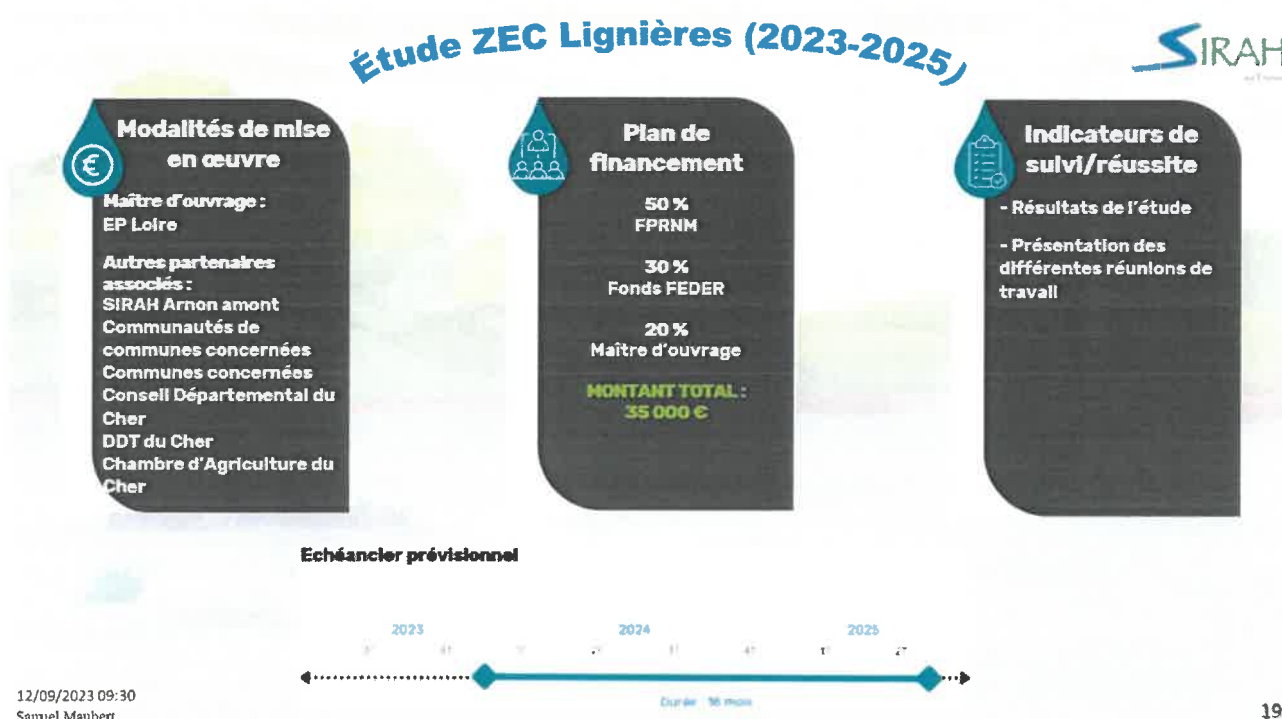 Étude ZEC Lignières (2023-2025)
SIRAH
Modalités de mise
en œuvre
Maître d'ouvrage :
EP Loire
Autres partenaires
associés :
SIRAH Arnon amont
Communautés de
communes concernées
Communes concernées
Conseil Départemental du
Cher
DDT du Cher
Chambre d'Agriculture du
Cher
Plan de
financement
50 %
FPRNM
30 %
Fonds FEDER
20 %
Maître d'ouvrage
MONTANT TOTAL :
35 000 €
Indicateurs de
suivi/réussite
- Résultats de l'étude
- Présentation des
différentes réunions de
travail
Echéancier prévisionnel
2023 2024 2025
12/09/2023 09:30
Samuel Maubert
19